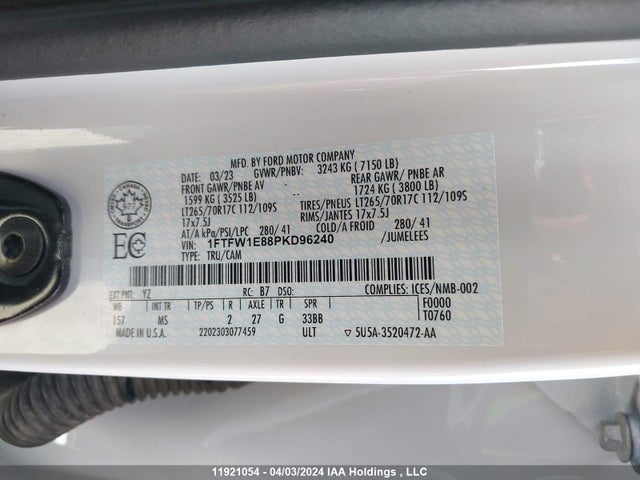 MFD. BY FORD MOTOR COMPANY
DATE: 03/23 GVWR/PNBV: 3243 KG ( 7150 LB)
FRONT GAWR/PNBE AV REAR GAWR/ PNBE AR
1599 KG ( 3525 LB) -- 1724 KG ( 3800 LB)
LT265/70R17C 112/109S TIRES/PNEUS LT265/70R17C 112/109S
17x7.5J RIMS/JANTES 17x7.5J
AT/A kPa/PSI/LPC 280/ 41 COLD/A FROID 280/ 41
1FTFW1E88PKD96240 /JUMELEES
TYPE: TRU/CAM
EC
EXT PNT: YZ RC: B7 DSO: COMPLIES: ICES/NMB-002
WB INT TR TP/PS R AXLE TR SPR F0000
157 MS 2 27 G 33BB T0760
MADE IN U.S.A. 2202303077459 ULT ▽ 5U5A-3520472-AA
11921054 - 04/03/2024 IAA Holdings , LLC